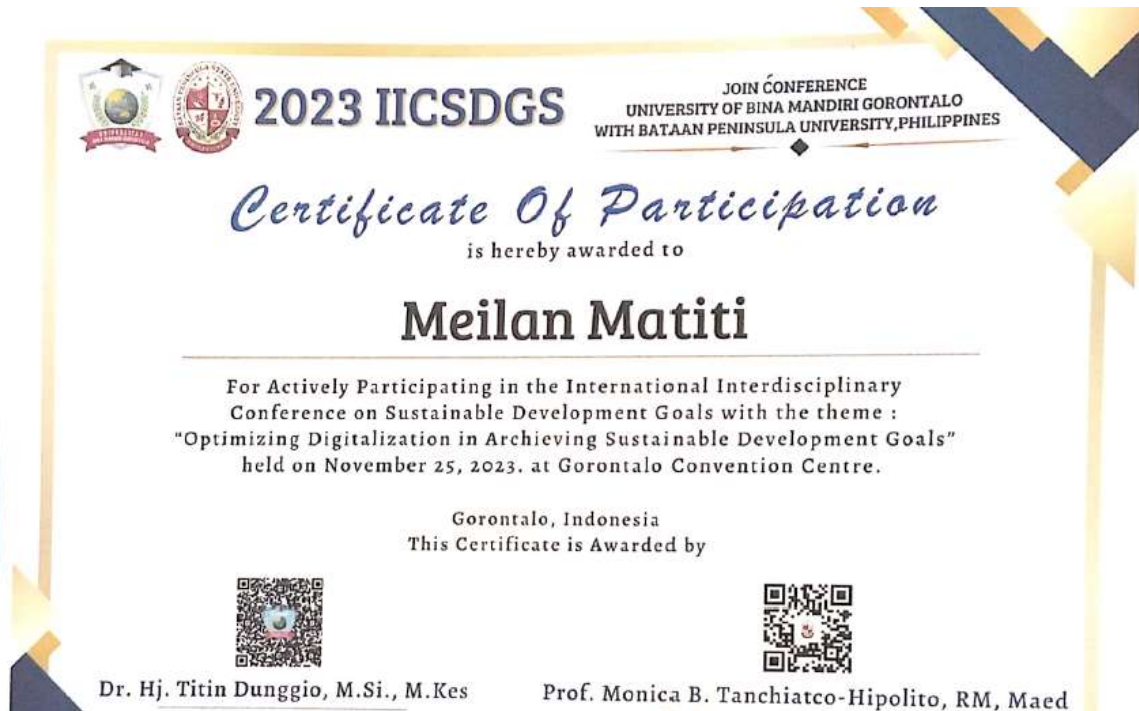 2023 IICSDGS
JOIN CONFERENCE
UNIVERSITY OF BINA MANDIRI GORONTALO
WITH BATAAN PENINSULA UNIVERSITY,PHILIPPINES
Certificate Of Participation
is hereby awarded to
Meilan Matiti
For Actively Participating in the International Interdisciplinary
Conference on Sustainable Development Goals with the theme :
"Optimizing Digitalization in Archieving Sustainable Development Goals"
held on November 25, 2023. at Gorontalo Convention Centre.
Gorontalo, Indonesia
This Certificate is Awarded by
Dr. Hj. Titin Dunggio, M.Si., M.Kes
Prof. Monica B. Tanchiatco-Hipolito, RM, Maed